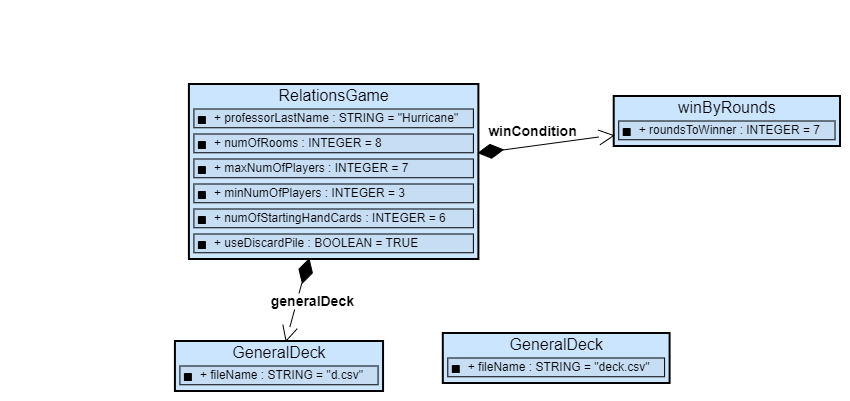 RelationsGame
+ professorLastName : STRING = "Hurricane"
+ numOfRooms : INTEGER = 8
+ maxNumOfPlayers : INTEGER = 7
+ minNumOfPlayers : INTEGER = 3
+ numOfStartingHandCards : INTEGER = 6
+ useDiscardPile : BOOLEAN = TRUE
winCondition
winByRounds
+ roundsToWinner : INTEGER = 7
generalDeck
GeneralDeck
+ fileName : STRING = "d.csv"
GeneralDeck
+ fileName : STRING = "deck.csv"